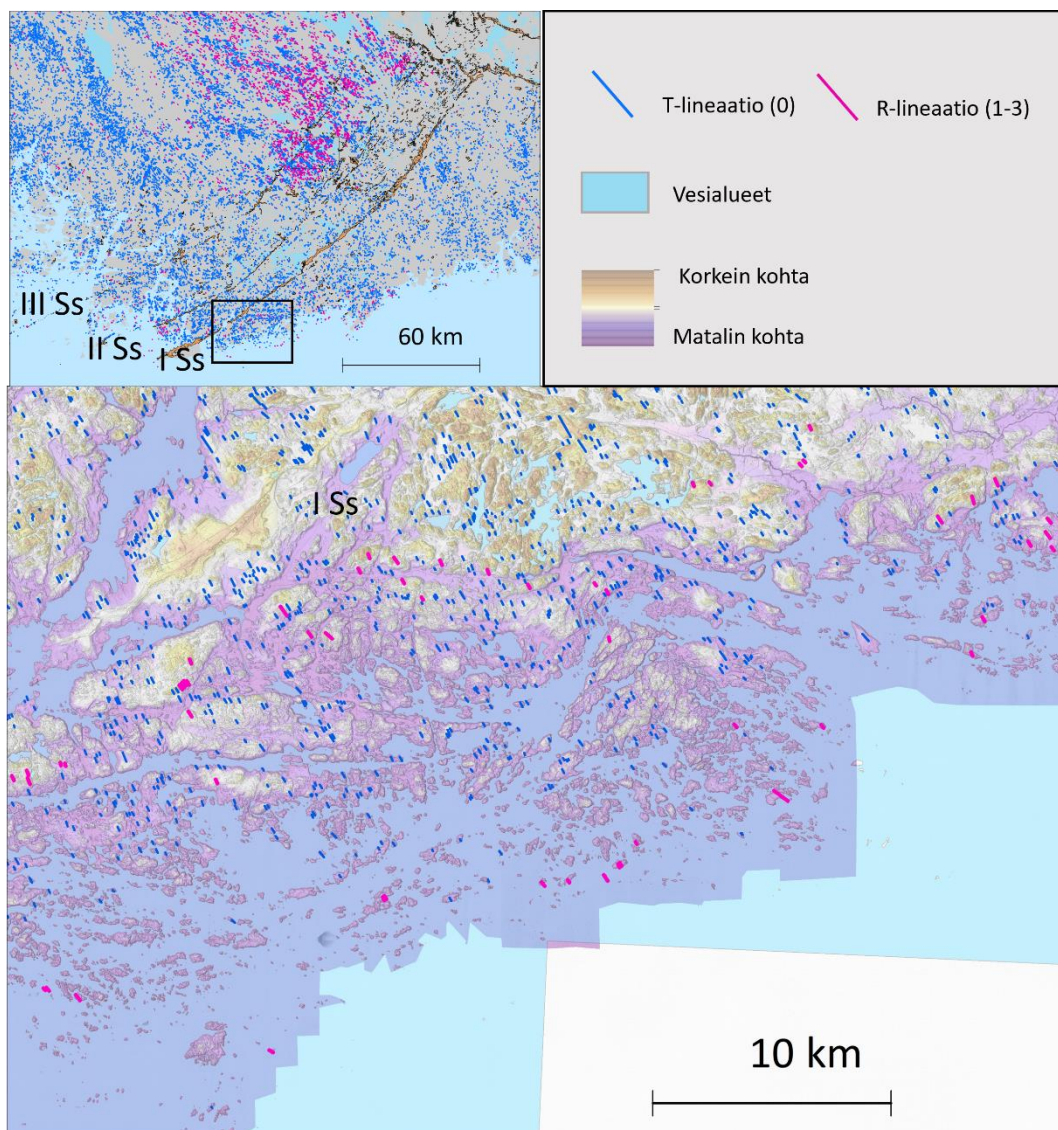 III Ss
II Ss
I Ss
60 km
T-lineaatio (0)
R-lineaatio (1-3)
Vesialueet
Korkein kohta
Matalin kohta
I Ss
10 km